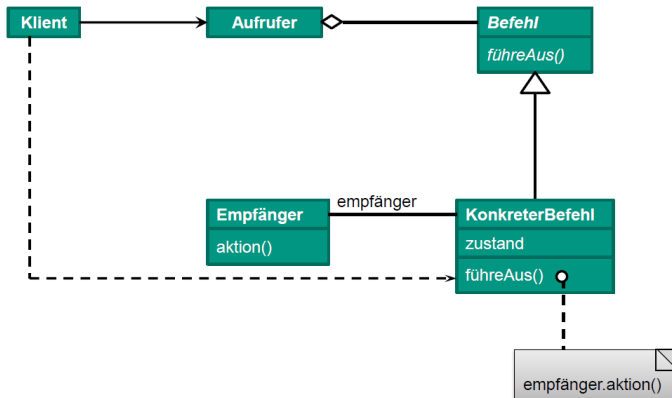 Klient
Aufrufer
Befehl
führeAus()
Empfänger
aktion()
empfänger
KonkreterBefehl
zustand
führeAus()
empfänger.aktion()